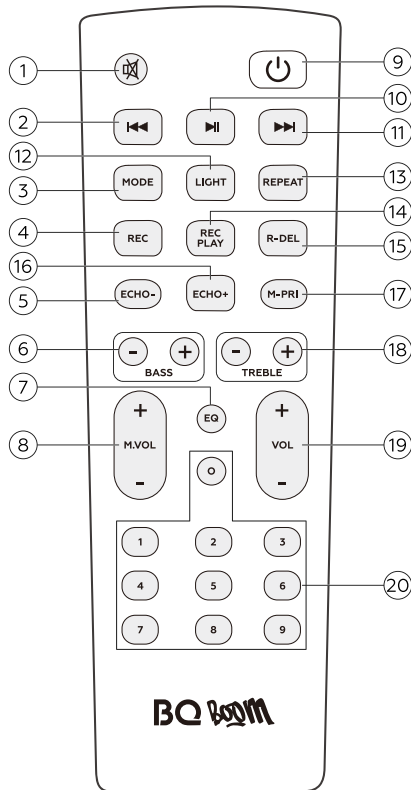 1
9
2
10
11
12
3
MODE
LIGHT
REPEAT
13
14
4
REC
REC
PLAY
R-DEL
15
16
5
ECHO-
ECHO+
M-PRI
17
6
- +
- +
18
BASS
TREBLE
7
8
+
M.VOL
-
EQ
+
VOL
-
19
0
1 2 3
4 5 6
20
7 8 9
BQ BOOM